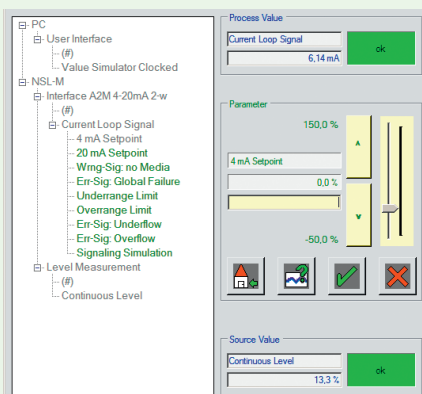 PC
User Interface
(#)
Value Simulator Clocked
NSL-M
Interface A2M 4-20mA 2-w
(#)
Current Loop Signal
4 mA Setpoint
20 mA Setpoint
Wrng-Sig: no Media
Err-Sig: Global Failure
Underrange Limit
Overrange Limit
Err-Sig: Underflow
Err-Sig: Overflow
Signaling Simulation
Level Measurement
(#)
Continuous Level
Process Value
Current Loop Signal
6,14 mA
ok
Parameter
150,0 %
4 mA Setpoint
0,0 %
-50,0 %
Source Value
Continuous Level
13,3 %
ok